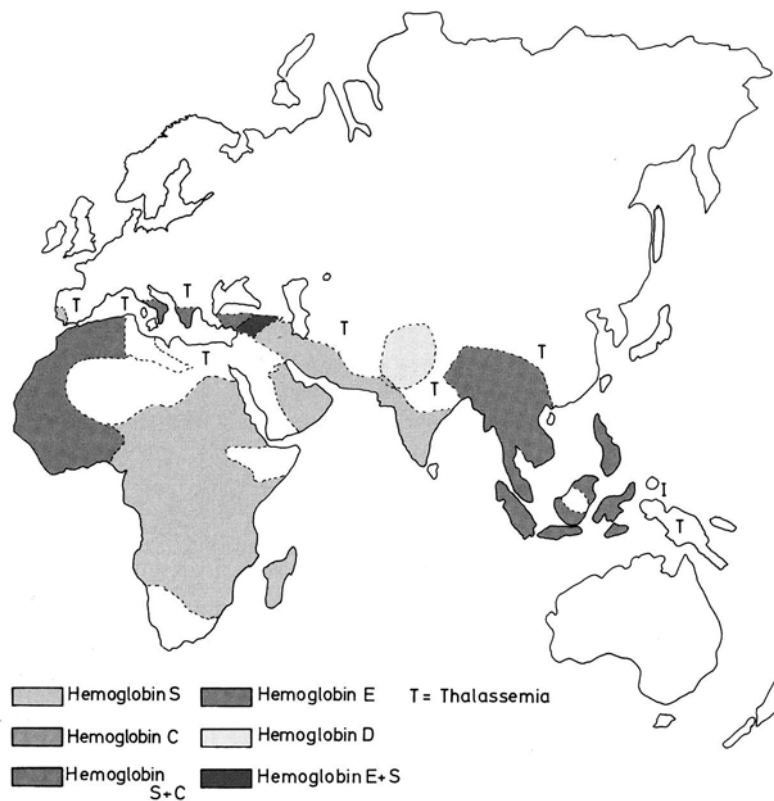 T
T T
T
T
T
T
I
T
Hemoglobin S Hemoglobin E T = Thalassemia
Hemoglobin C Hemoglobin D
Hemoglobin S+C Hemoglobin E+S